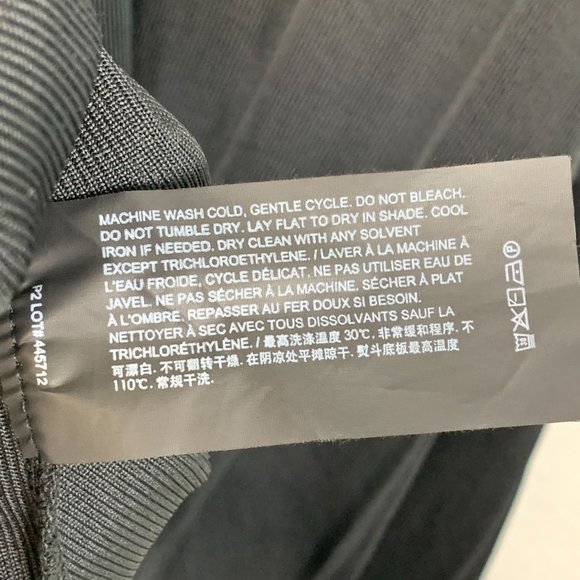 MACHINE WASH COLD, GENTLE CYCLE. DO NOT BLEACH.
DO NOT TUMBLE DRY. LAY FLAT TO DRY IN SHADE. COOL
IRON IF NEEDED. DRY CLEAN WITH ANY SOLVENT
EXCEPT TRICHLOROETHYLENE. / LAVER À LA MACHINE À
L'EAU FROIDE, CYCLE DÉLICAT. NE PAS UTILISER EAU DE
JAVEL. NE PAS SÉCHER À LA MACHINE. SÉCHER À PLAT
À L'OMBRE, REPASSER AU FER DOUX SI BESOIN.
NETTOYER À SEC AVEC TOUS DISSOLVANTS SAUF LA
TRICHLORÉTHYLÈNE. / 最高洗涤温度 30℃. 非常缓和程序. 不
可漂白. 不可翻转干燥. 在阴凉处平摊隙干. 熨斗底板最高温度
110℃. 常规干洗.
P2 LOT# 445712
P